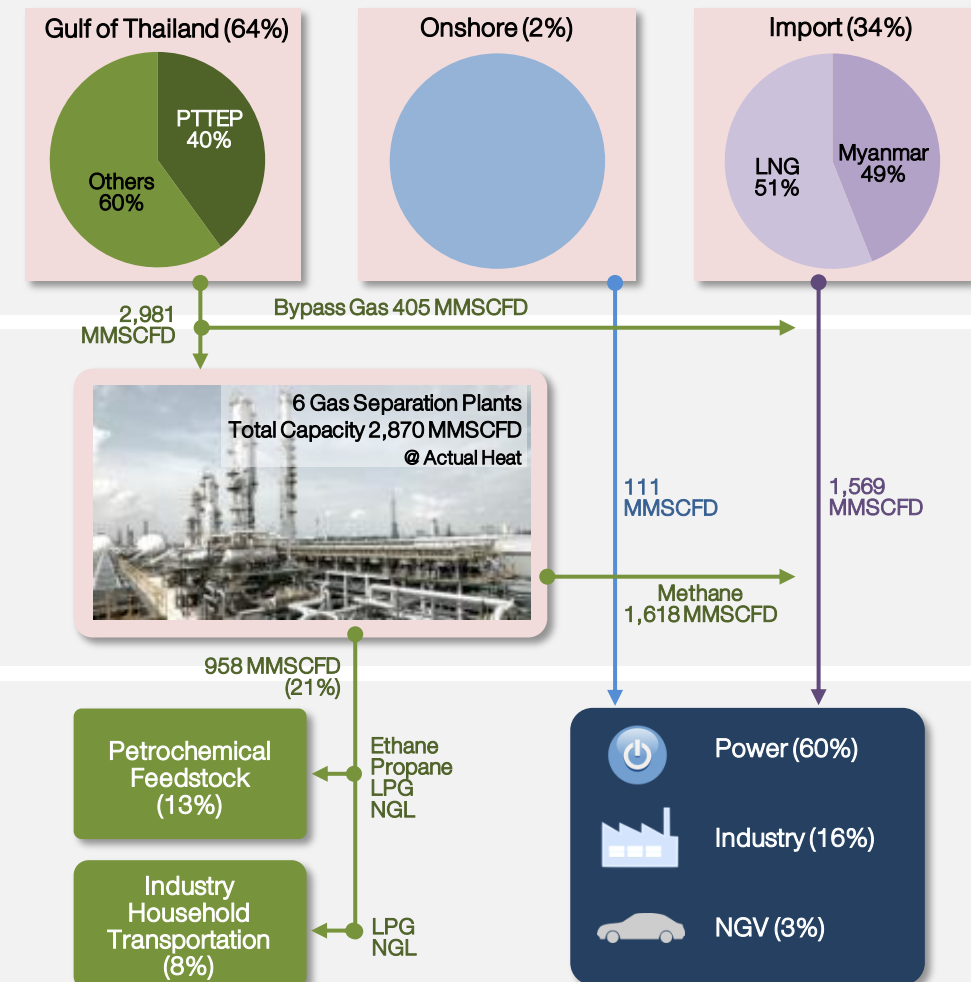 Gulf of Thailand (64%)
Onshore (2%)
Import (34%)
PTTEP
40%
Others
60%
LNG
51%
Myanmar
49%
2,981
MMSCFD
Bypass Gas 405 MMSCFD
6 Gas Separation Plants
Total Capacity 2,870 MMSCFD
@ Actual Heat
111
MMSCFD
1,569
MMSCFD
Methane
1,618 MMSCFD
958 MMSCFD
(21%)
Petrochemical
Feedstock
(13%)
Ethane
Propane
LPG
NGL
Industry
Household
Transportation
(8%)
LPG
NGL
Power (60%)
Industry (16%)
NGV (3%)